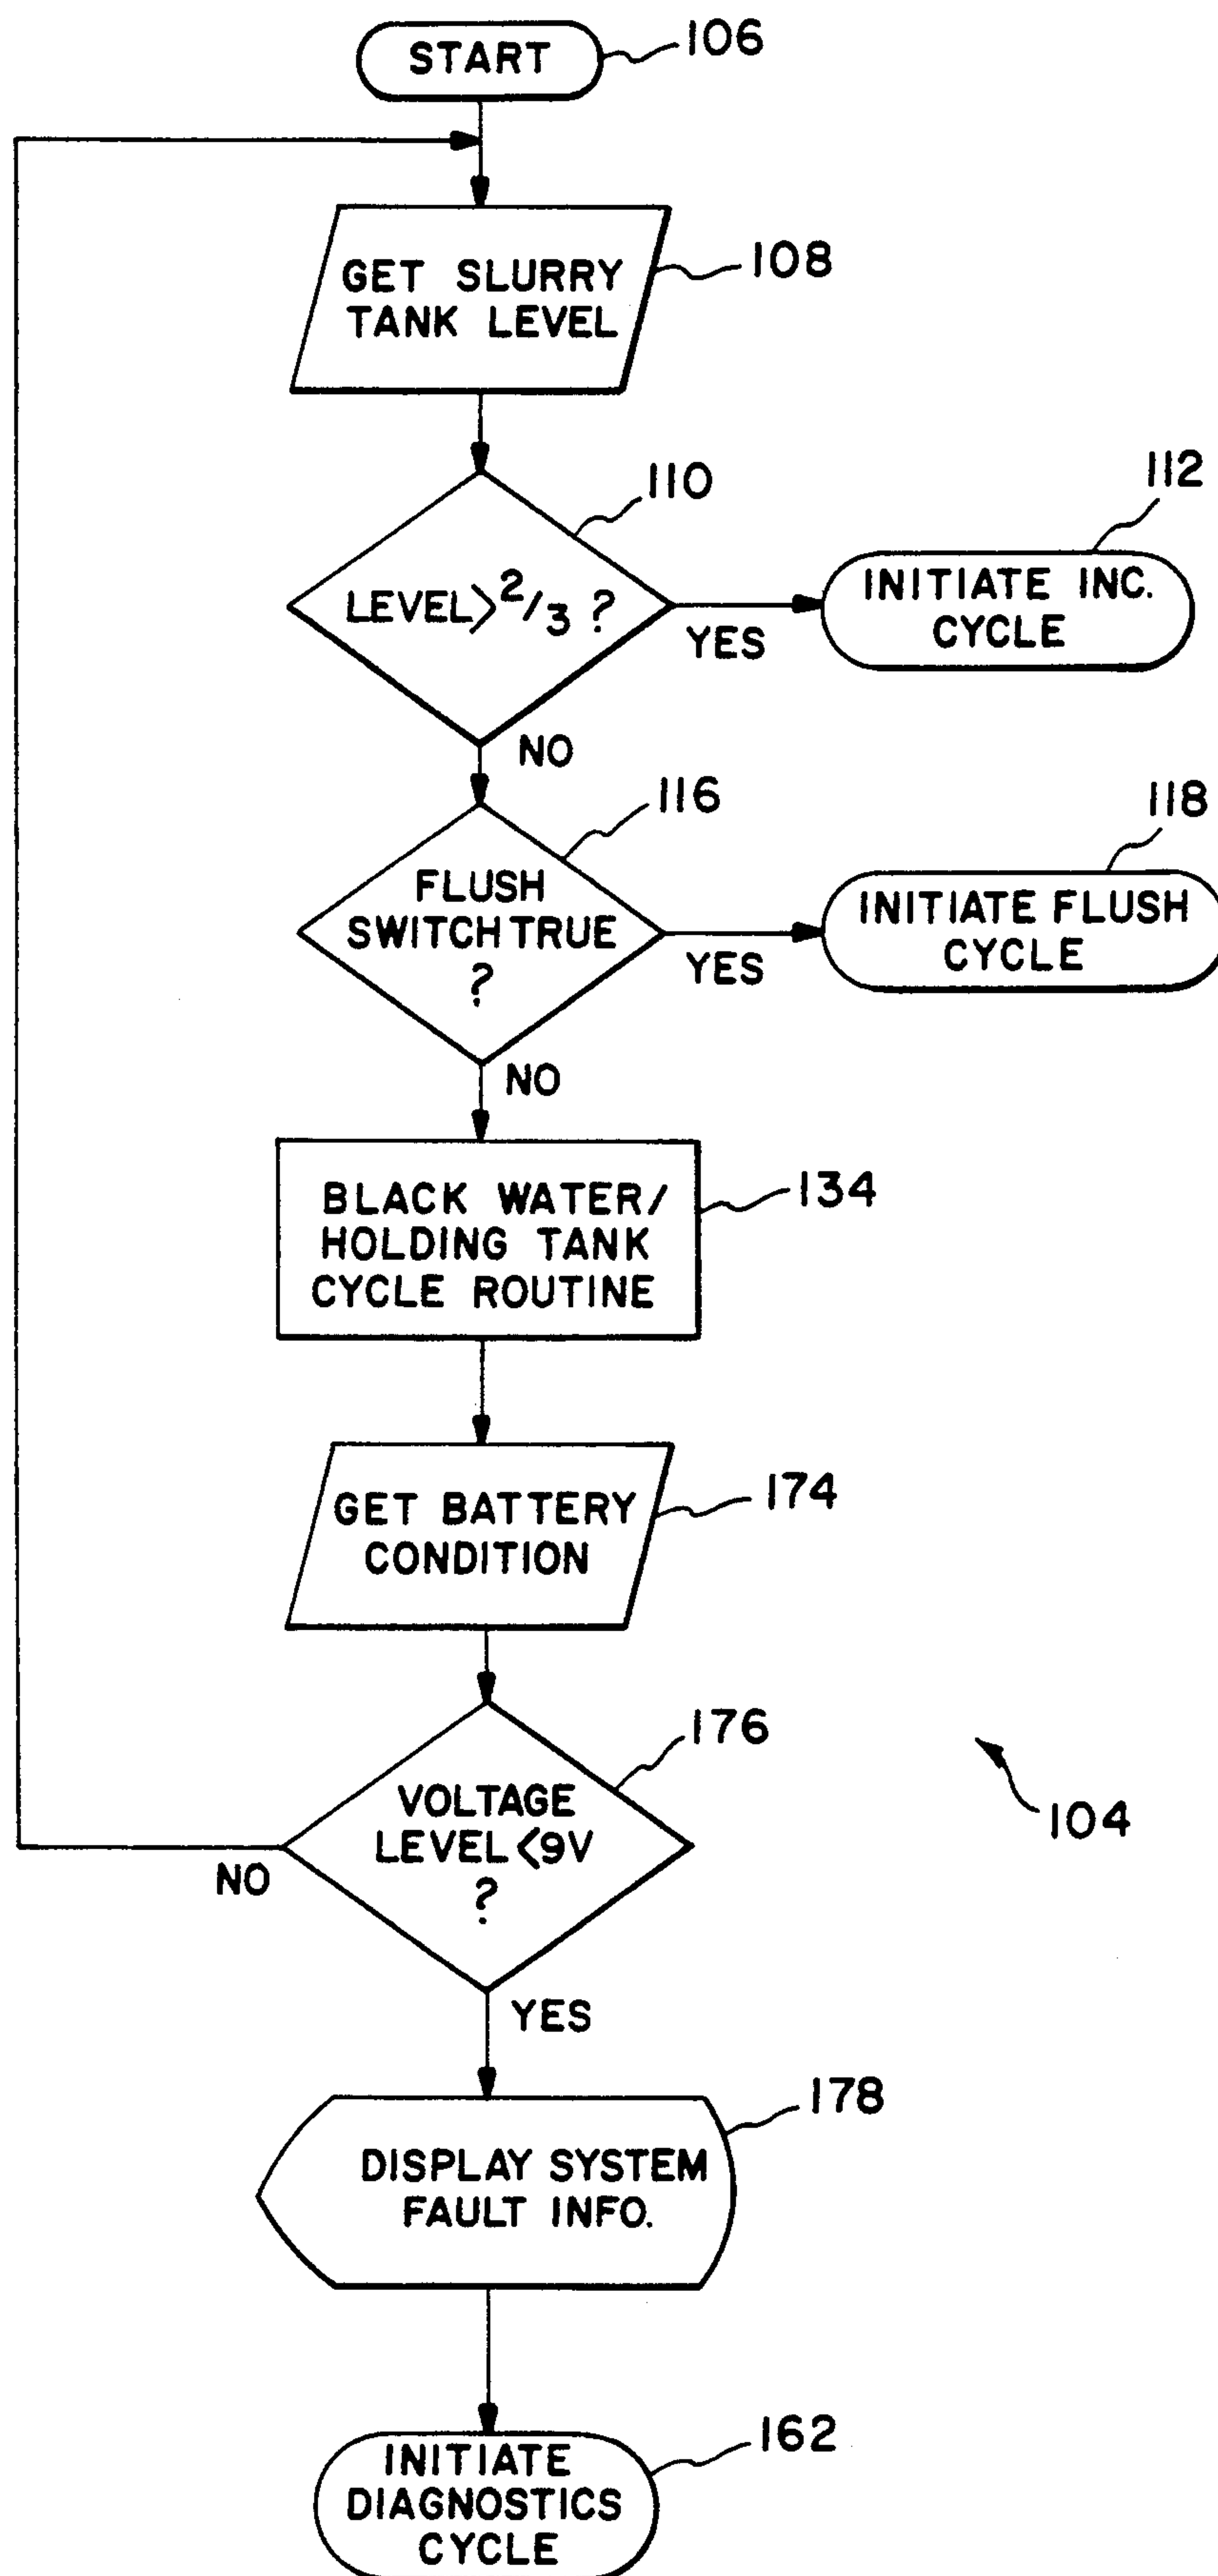 START
106
GET SLURRY
TANK LEVEL
108
110
LEVEL>2/3 ?
YES
112
INITIATE INC.
CYCLE
NO
116
FLUSH
SWITCH TRUE
?
YES
118
INITIATE FLUSH
CYCLE
NO
BLACK WATER/
HOLDING TANK
CYCLE ROUTINE
134
GET BATTERY
CONDITION
174
176
VOLTAGE
LEVEL<9V
?
NO
104
YES
178
DISPLAY SYSTEM
FAULT INFO.
162
INITIATE
DIAGNOSTICS
CYCLE